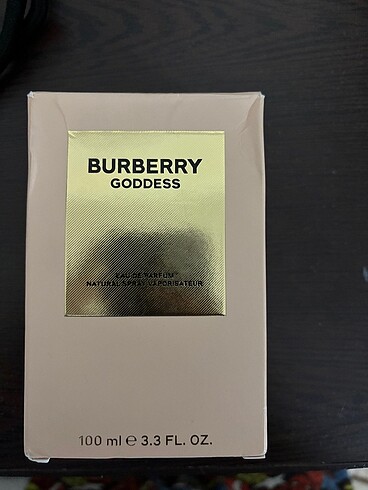 BURBERRY
GODDESS
EAU DE PARFUM
NATURAL SPRAY VAPORISATEUR
100 ml ℮ 3.3 FL. OZ.